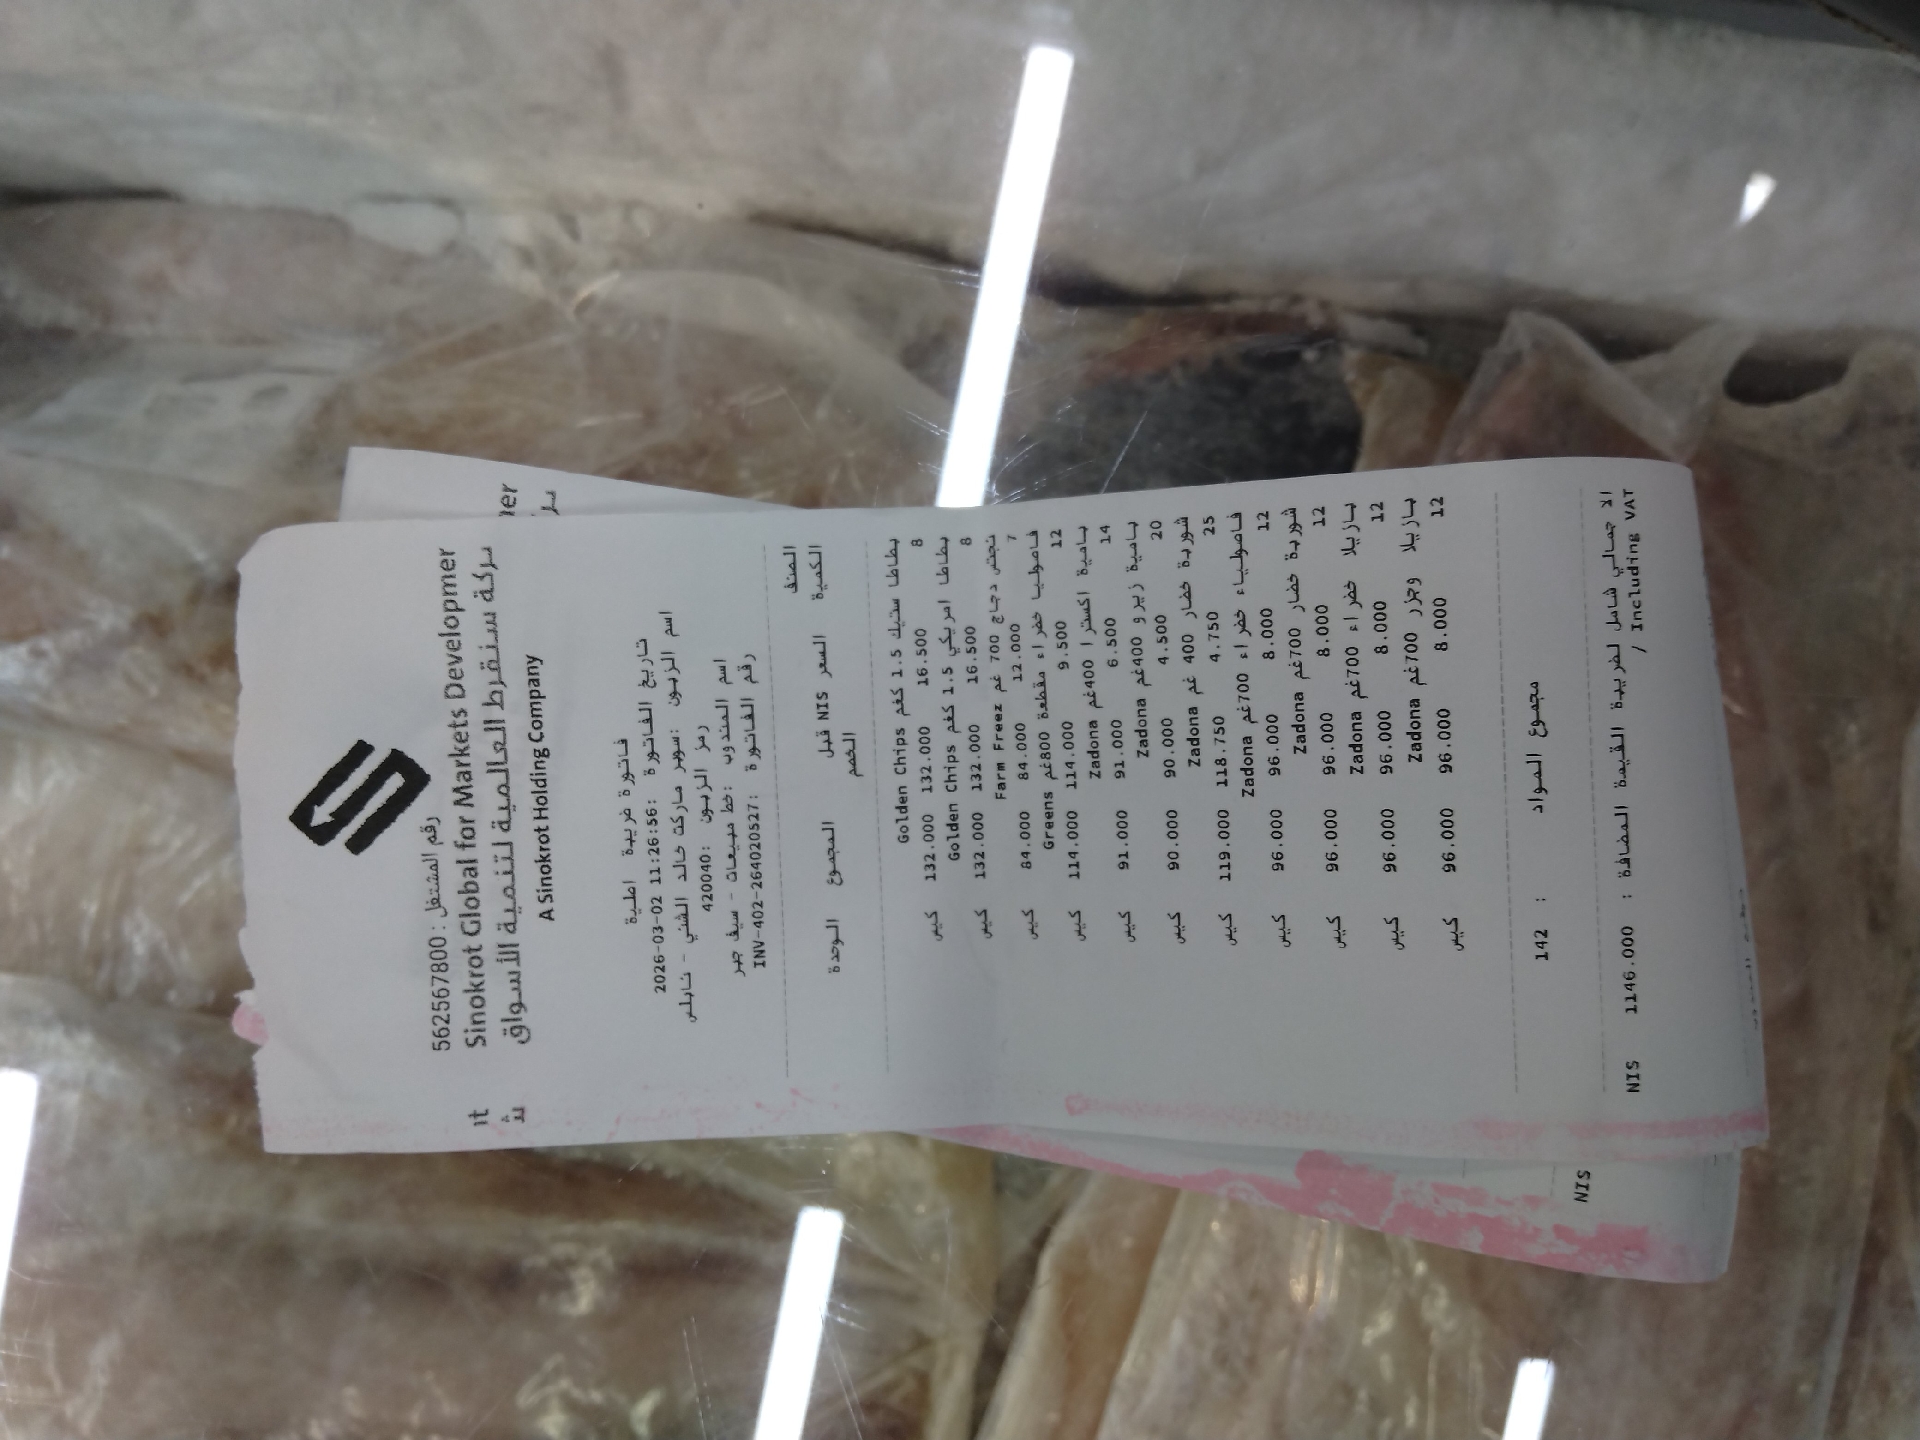 رقم المشتغل : 562567800
Sinokrot Global for Markets Developmer
it
شركة سنقرط العالمية لتنمية الأسواق
A Sinokrot Holding Company
فاتورة ضريبة اصلية
تاريخ الفاتورة :2026-03-02 11:26:56
اسم الزبون :سوبر ماركت خالد الشني - نابلس
رمز الزبون :420040
اسم المندوب :خط مبيعات - سيف جبر
رقم الفاتورة :INV-402-264020527
الصنف
الكمية السعر NIS قبل الخصم المجموع الوحدة
بطاطا ستيك 1.5 كغم Golden Chips
8 16.500 132.000 132.000 كيس
بطاطا امريكي 1.5 كغم Golden Chips
8 16.500 132.000 132.000 كيس
نجتس دجاج 700 غم Farm Freez
7 12.000 84.000 84.000 كيس
فاصوليا خضراء مقطعة 800غم Greens
12 9.500 114.000 114.000 كيس
بامية اكسترا 400غم Zadona
14 6.500 91.000 91.000 كيس
بامية زيرو 400غم Zadona
20 4.500 90.000 90.000 كيس
شوربة خضار 400 غم Zadona
25 4.750 118.750 119.000 كيس
فاصولياء خضراء 700غم Zadona
12 8.000 96.000 96.000 كيس
شوربة خضار 700غم Zadona
12 8.000 96.000 96.000 كيس
بازيلا خضراء 700غم Zadona
12 8.000 96.000 96.000 كيس
بازيلا وجزر 700غم Zadona
12 8.000 96.000 96.000 كيس
مجموع المواد : 142
الاجمالي شامل لضريبة القيمة المضافة : 1146.000 NIS
/ Including VAT
er
NIS